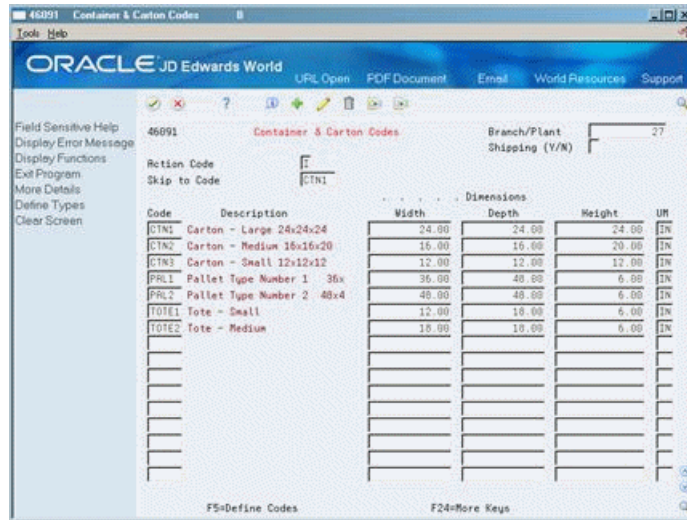 46091 Container & Carton Codes B
Tools Help
ORACLE JD Edwards World
URL Open PDF Document Email World Resources Support
Field Sensitive Help
Display Error Message
Display Functions
Exit Program
More Details
Define Types
Clear Screen
46091 Container & Carton Codes Branch/Plant 27
Shipping (Y/N)
Action Code I
Skip to Code CTN1
. . . . . Dimensions
Code Description Width Depth Height UM
CTN1 Carton - Large 24x24x24 24.00 24.00 24.00 IN
CTN2 Carton - Medium 16x16x20 16.00 16.00 20.00 IN
CTN3 Carton - Small 12x12x12 12.00 12.00 12.00 IN
PAL1 Pallet Type Number 1 36x 36.00 48.00 6.00 IN
PAL2 Pallet Type Number 2 48x4 48.00 48.00 6.00 IN
TOTE1 Tote - Small 12.00 18.00 6.00 IN
TOTE2 Tote - Medium 18.00 18.00 6.00 IN
F5=Define Codes F24=More Keys